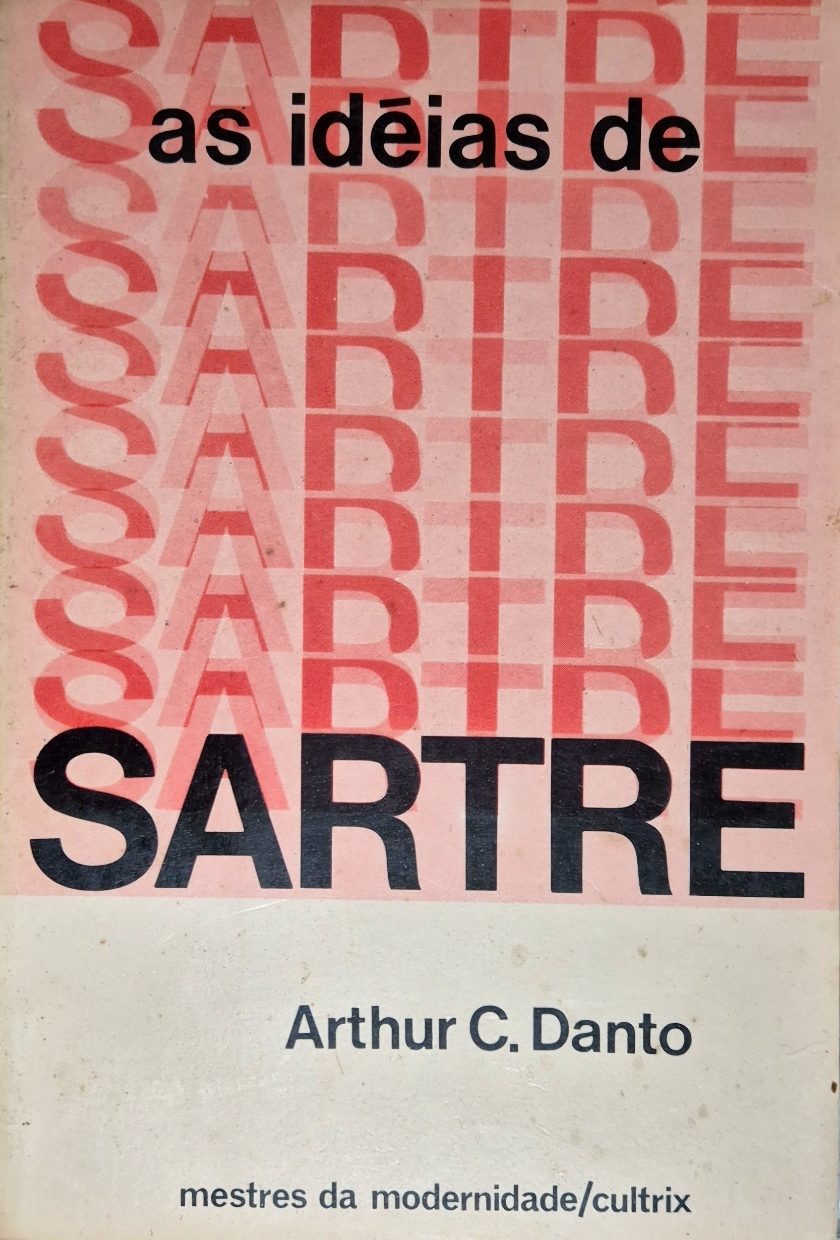 as idéias de
SARTRE
Arthur C. Danto
mestres da modernidade/cultrix